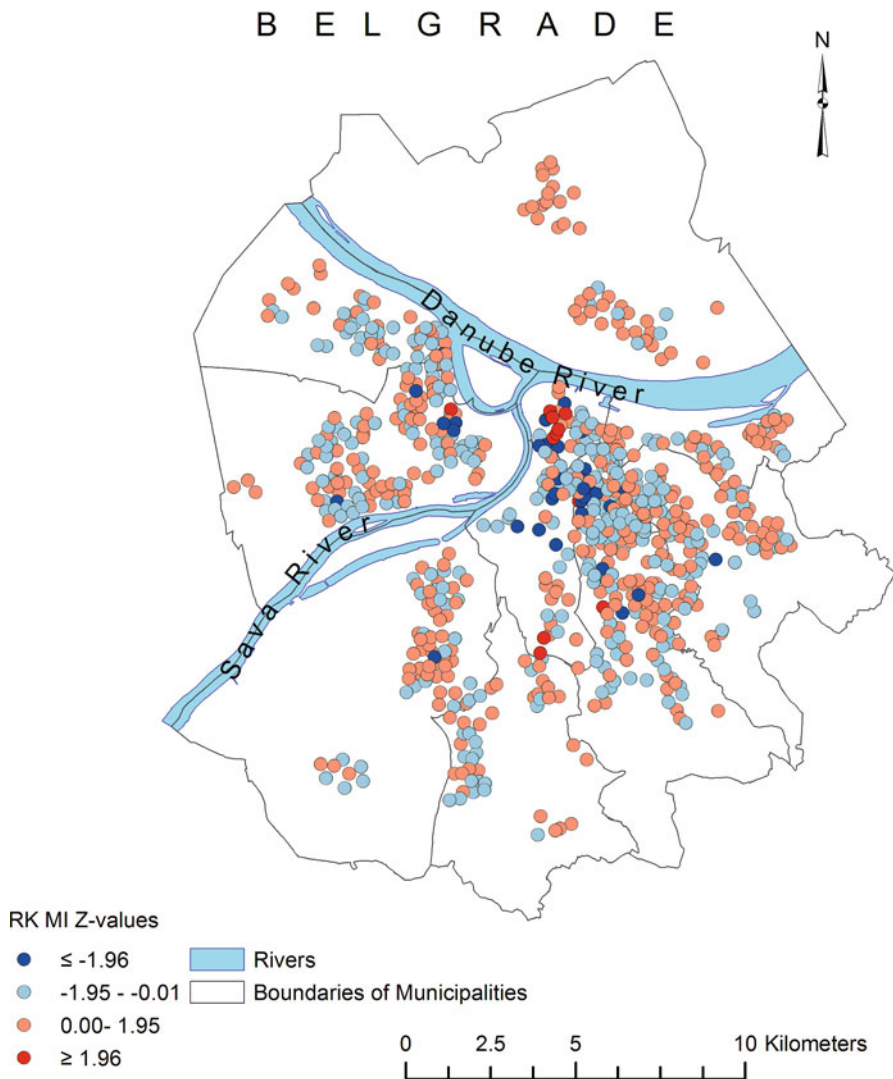 B E L G R A D E
N
Danube River
Sava River
RK MI Z-values
≤ -1.96
-1.95 - -0.01
0.00- 1.95
≥ 1.96
Rivers
Boundaries of Municipalities
0 2.5 5 10 Kilometers